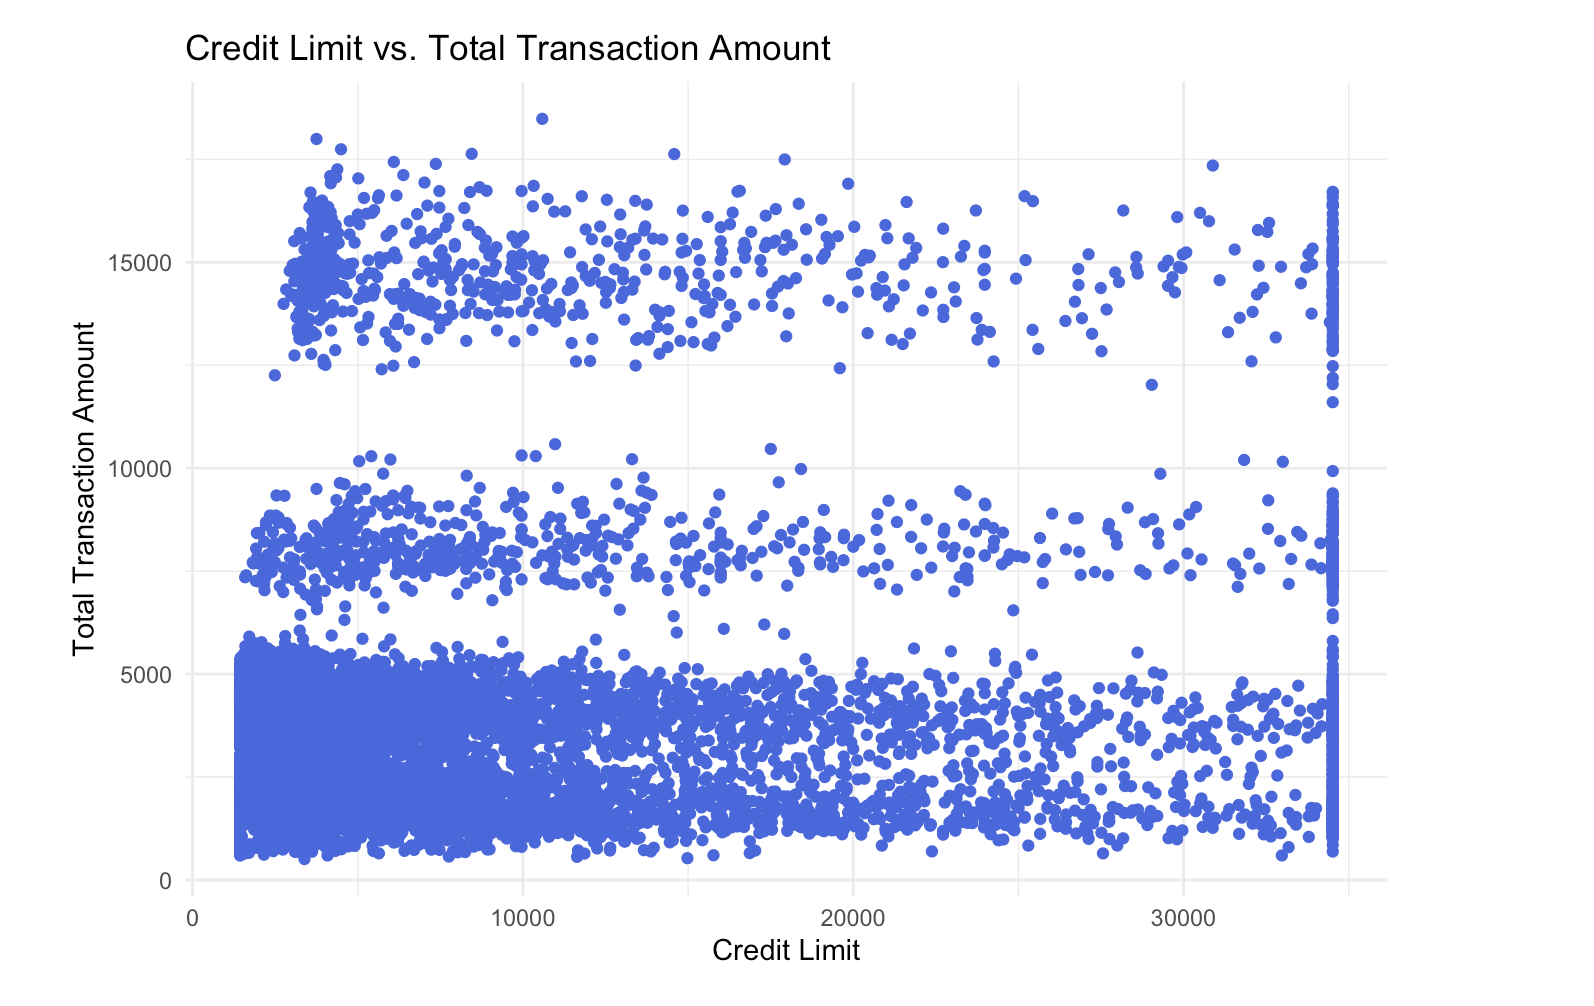 Credit Limit vs. Total Transaction Amount
Total Transaction Amount
15000
10000
5000
0
0 10000 20000 30000
Credit Limit